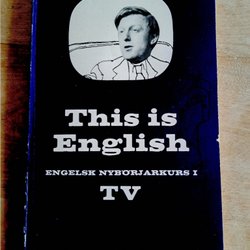 This is
English
ENGELSK NYBÖRJARKURS I
TV